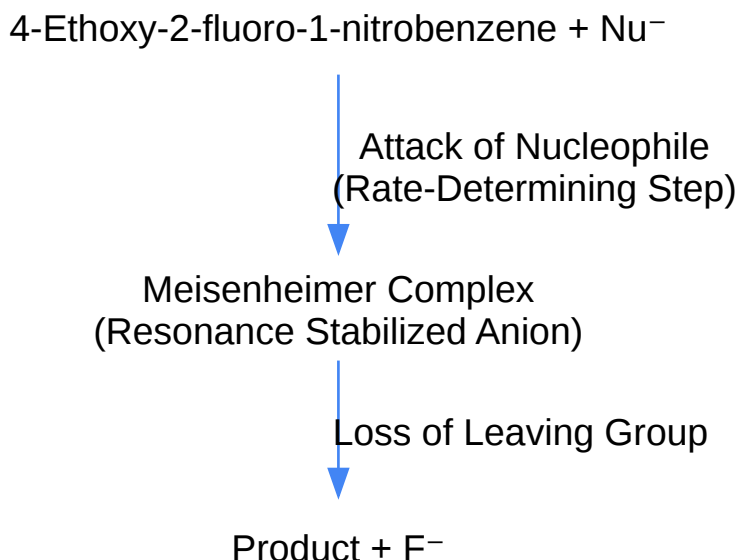 4-Ethoxy-2-fluoro-1-nitrobenzene + Nu⁻
Attack of Nucleophile
(Rate-Determining Step)
Meisenheimer Complex
(Resonance Stabilized Anion)
Loss of Leaving Group
Product + F⁻